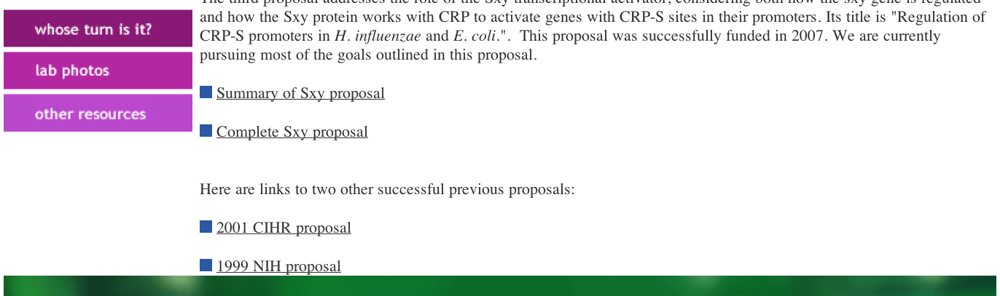 The third proposal addresses the role of the Sxy transcriptional activator, considering both how the sxy gene is regulated
and how the Sxy protein works with CRP to activate genes with CRP-S sites in their promoters. Its title is "Regulation of
CRP-S promoters in H. influenzae and E. coli.".  This proposal was successfully funded in 2007. We are currently
pursuing most of the goals outlined in this proposal.
whose turn is it?
lab photos
other resources
Summary of Sxy proposal
Complete Sxy proposal
Here are links to two other successful previous proposals:
2001 CIHR proposal
1999 NIH proposal